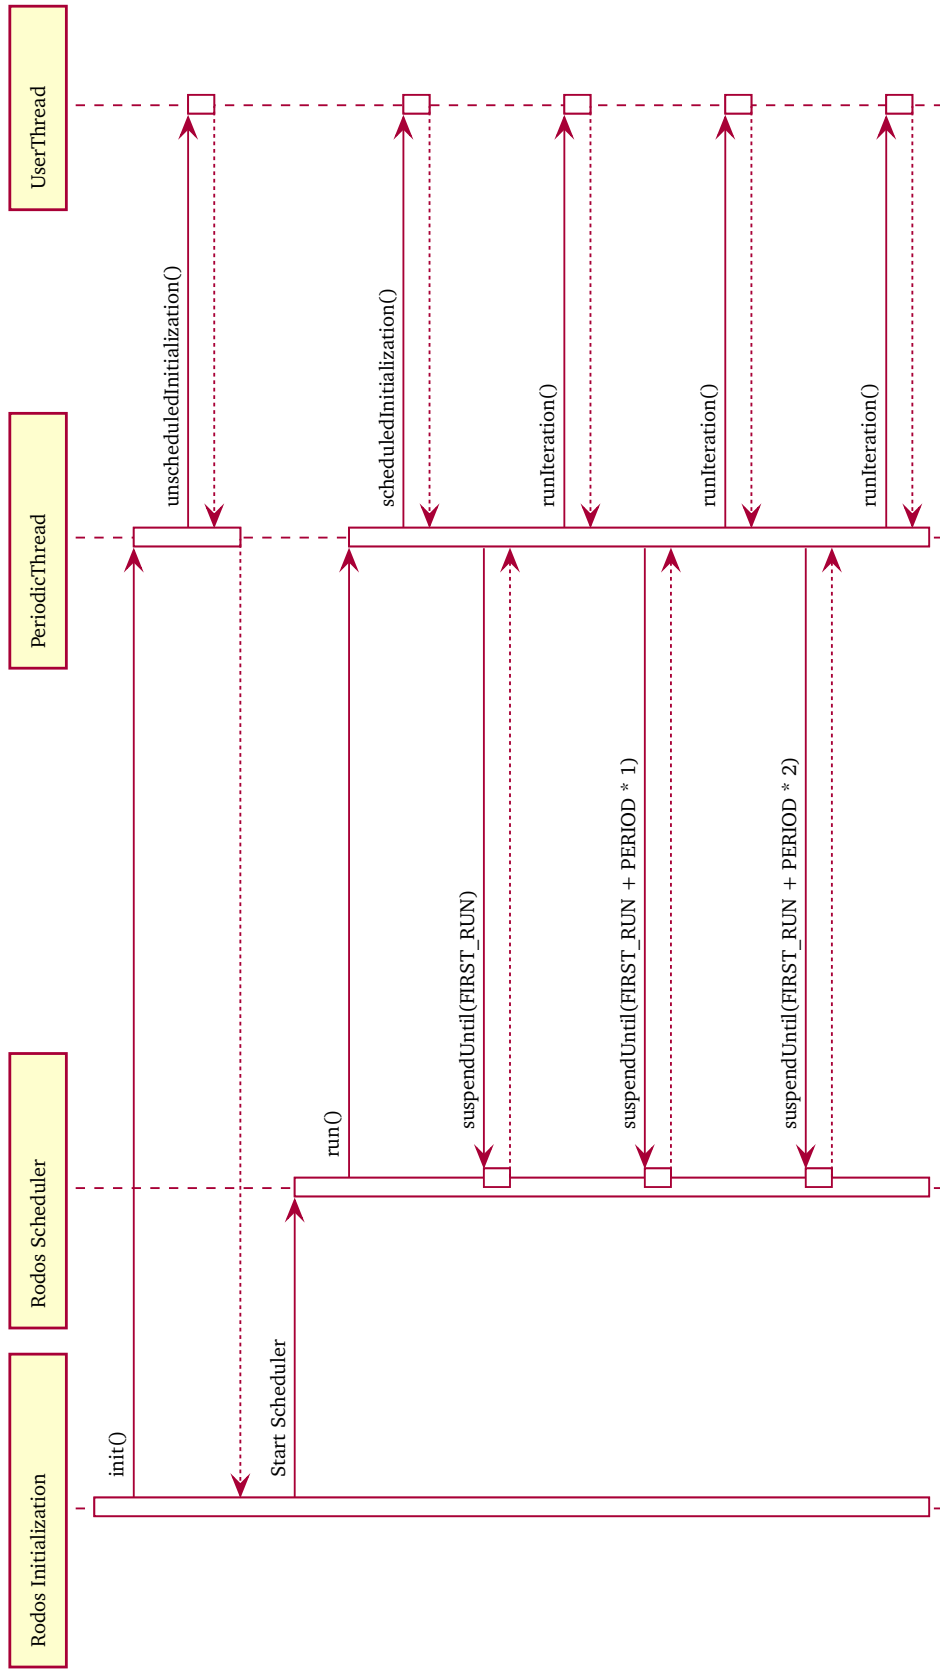 Rodos Initialization
Rodos Scheduler
PeriodicThread
UserThread
init()
unscheduledInitialization()
Start Scheduler
run()
scheduledInitialization()
suspendUntil(FIRST_RUN)
runIteration()
suspendUntil(FIRST_RUN + PERIOD * 1)
runIteration()
suspendUntil(FIRST_RUN + PERIOD * 2)
runIteration()